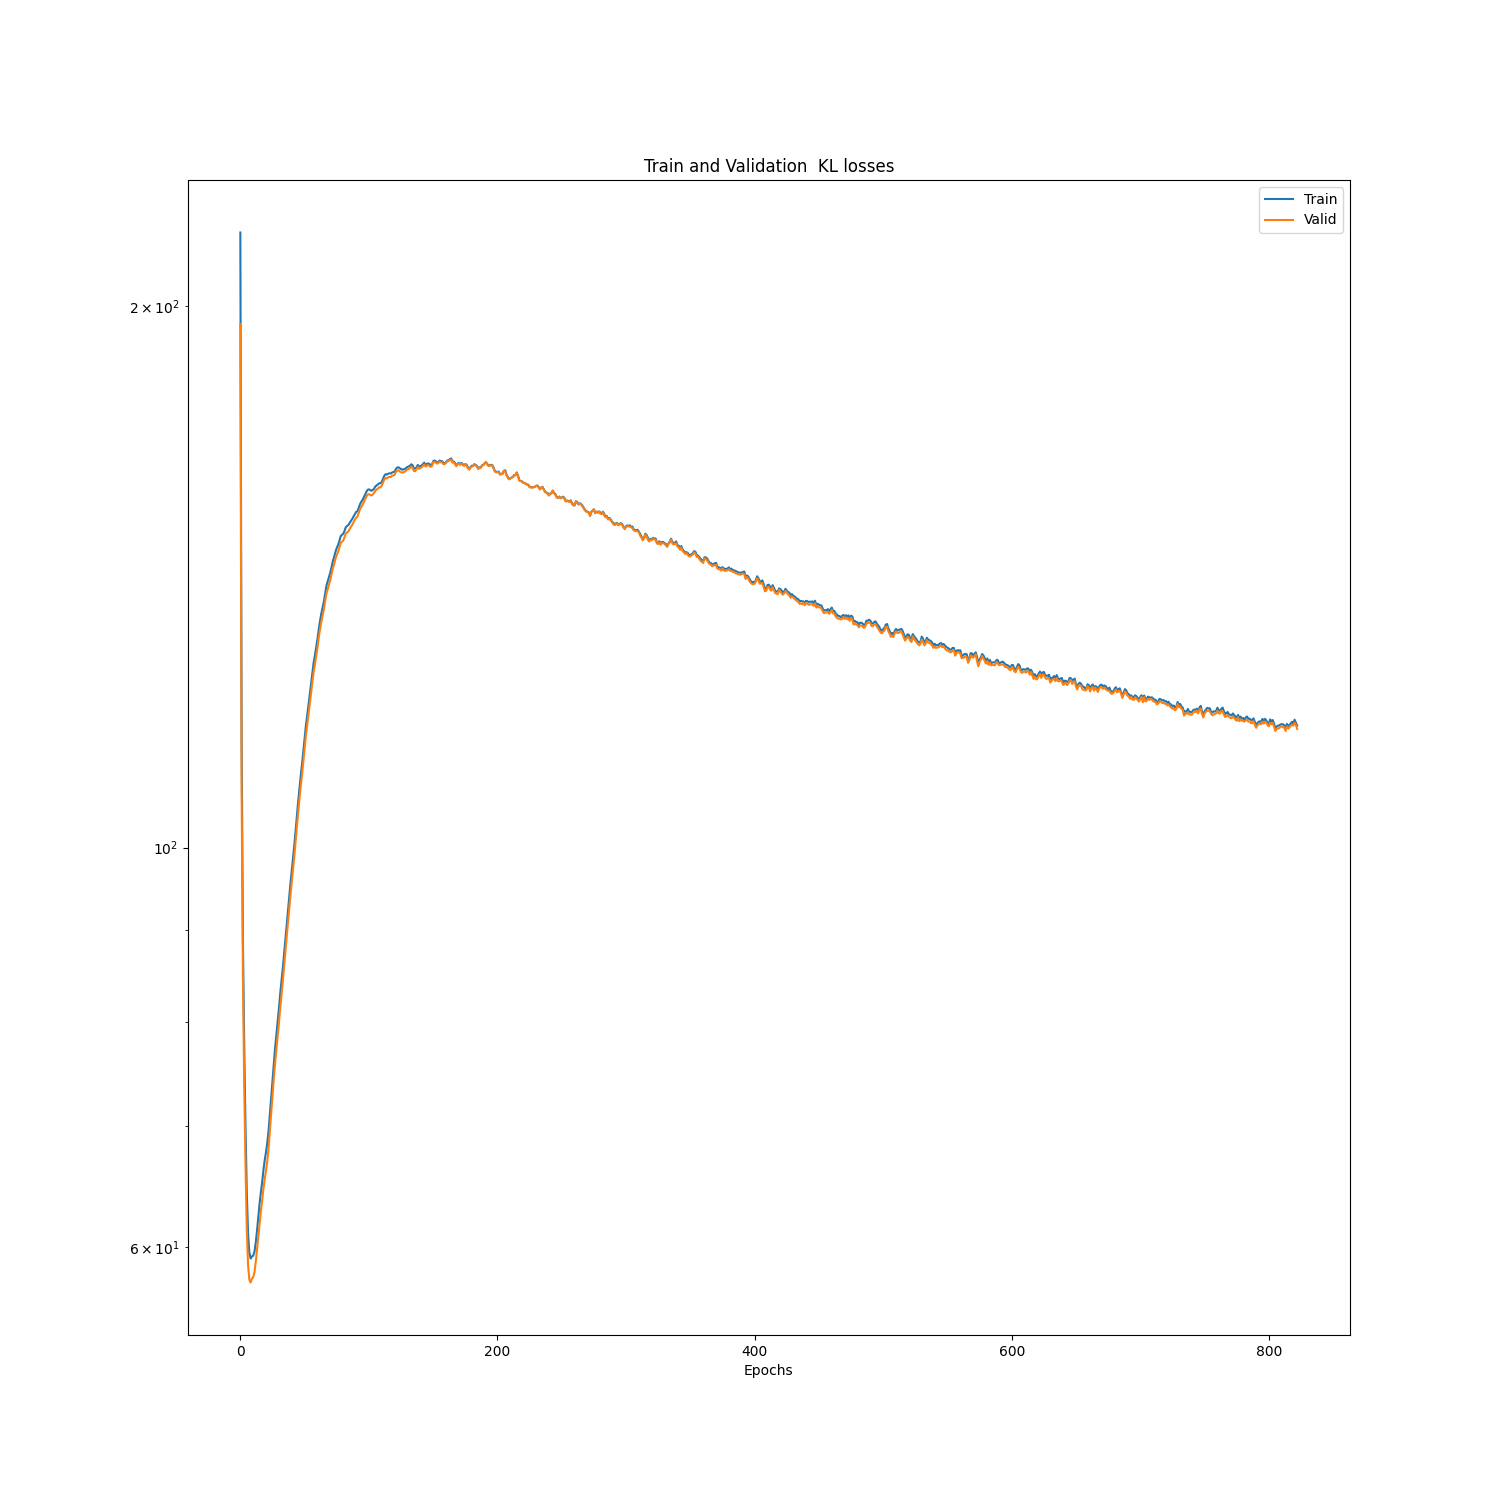 Train and Validation  KL losses
Train
Valid
2 × 10²
10²
6 × 10¹
0 200 400 600 800
Epochs